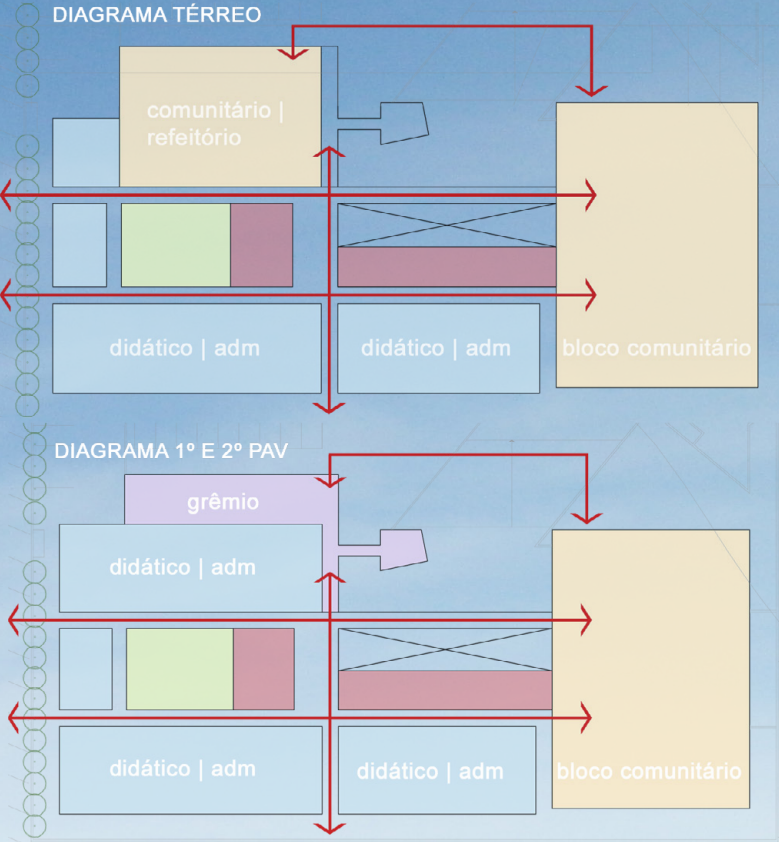 DIAGRAMA TÉRREO
comunitário |
refeitório
didático | adm
didático | adm
bloco comunitário
DIAGRAMA 1º E 2º PAV
grêmio
didático | adm
didático | adm
didático | adm
bloco comunitário